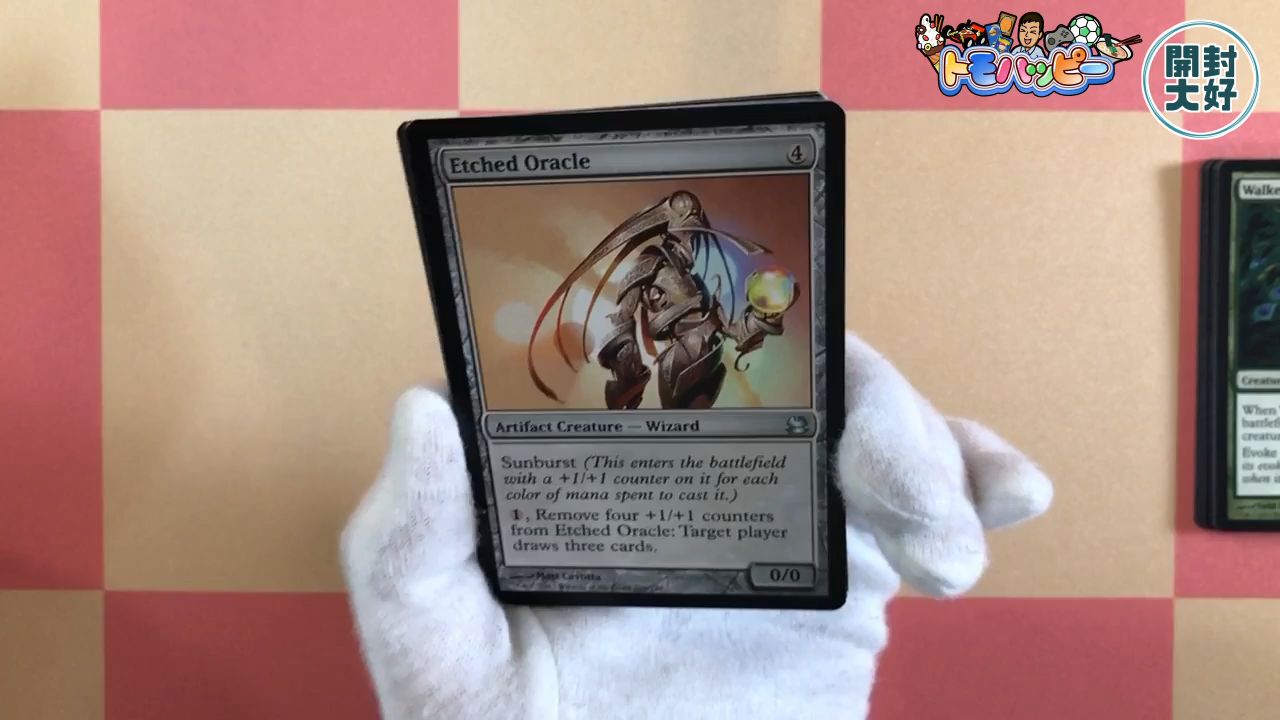 トモハッピー
開封
大好
Etched Oracle
4
Artifact Creature — Wizard
Sunburst (This enters the battlefield
with a +1/+1 counter on it for each
color of mana spent to cast it.)
1, Remove four +1/+1 counters
from Etched Oracle: Target player
draws three cards.
Matt Cavotta
0/0
Walke
Creatur
When
battlef
creatu
Evoke
its evok
when it